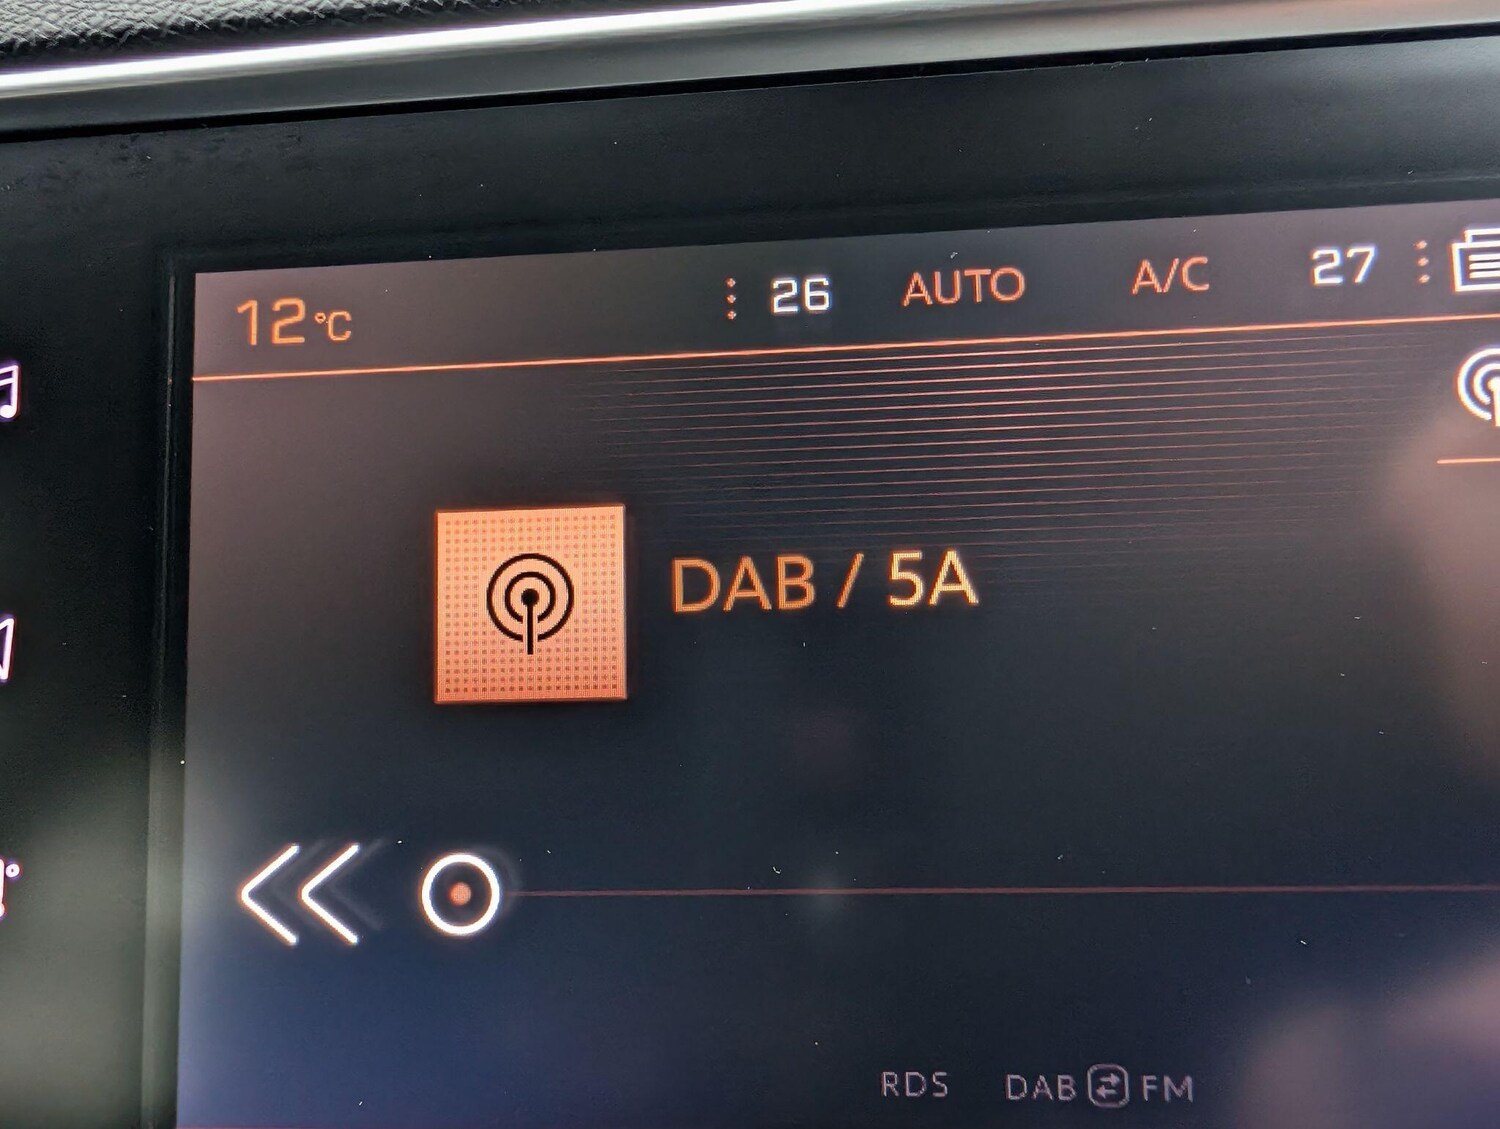 12°C 26 AUTO A/C 27
DAB / 5A
RDS DAB FM